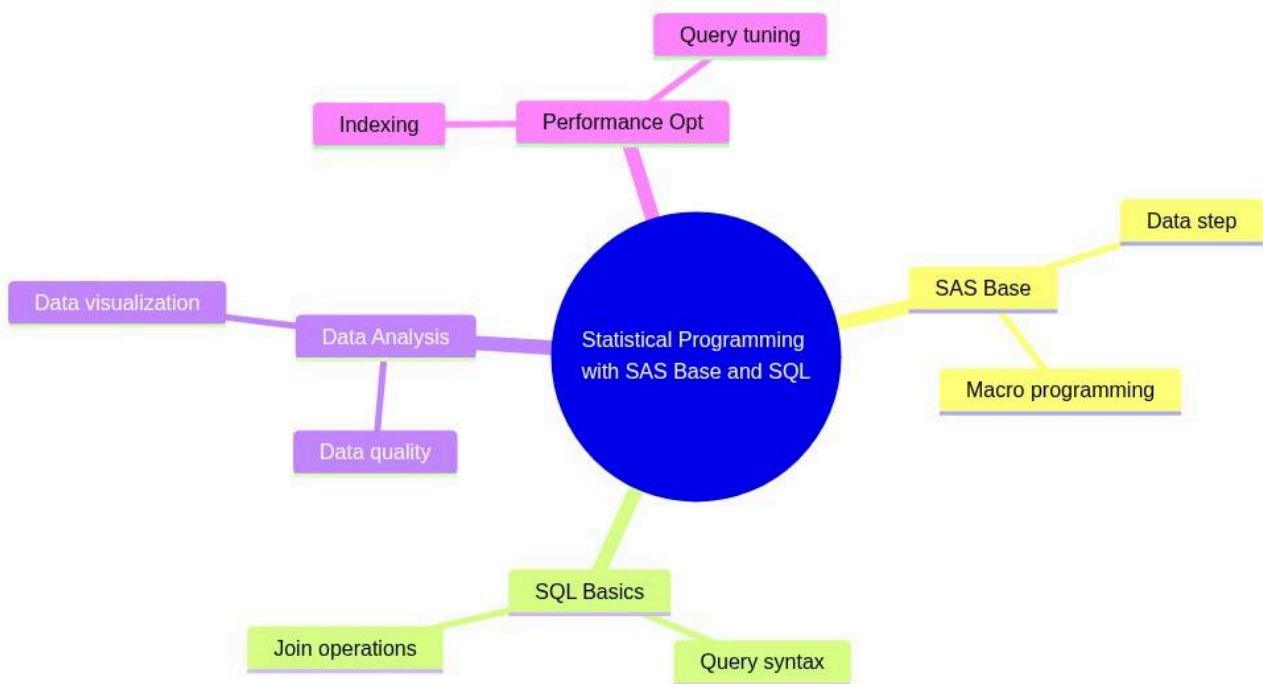 Query tuning
Indexing
Performance Opt
Data step
SAS Base
Data visualization
Data Analysis
Statistical Programming
with SAS Base and SQL
Macro programming
Data quality
SQL Basics
Join operations
Query syntax